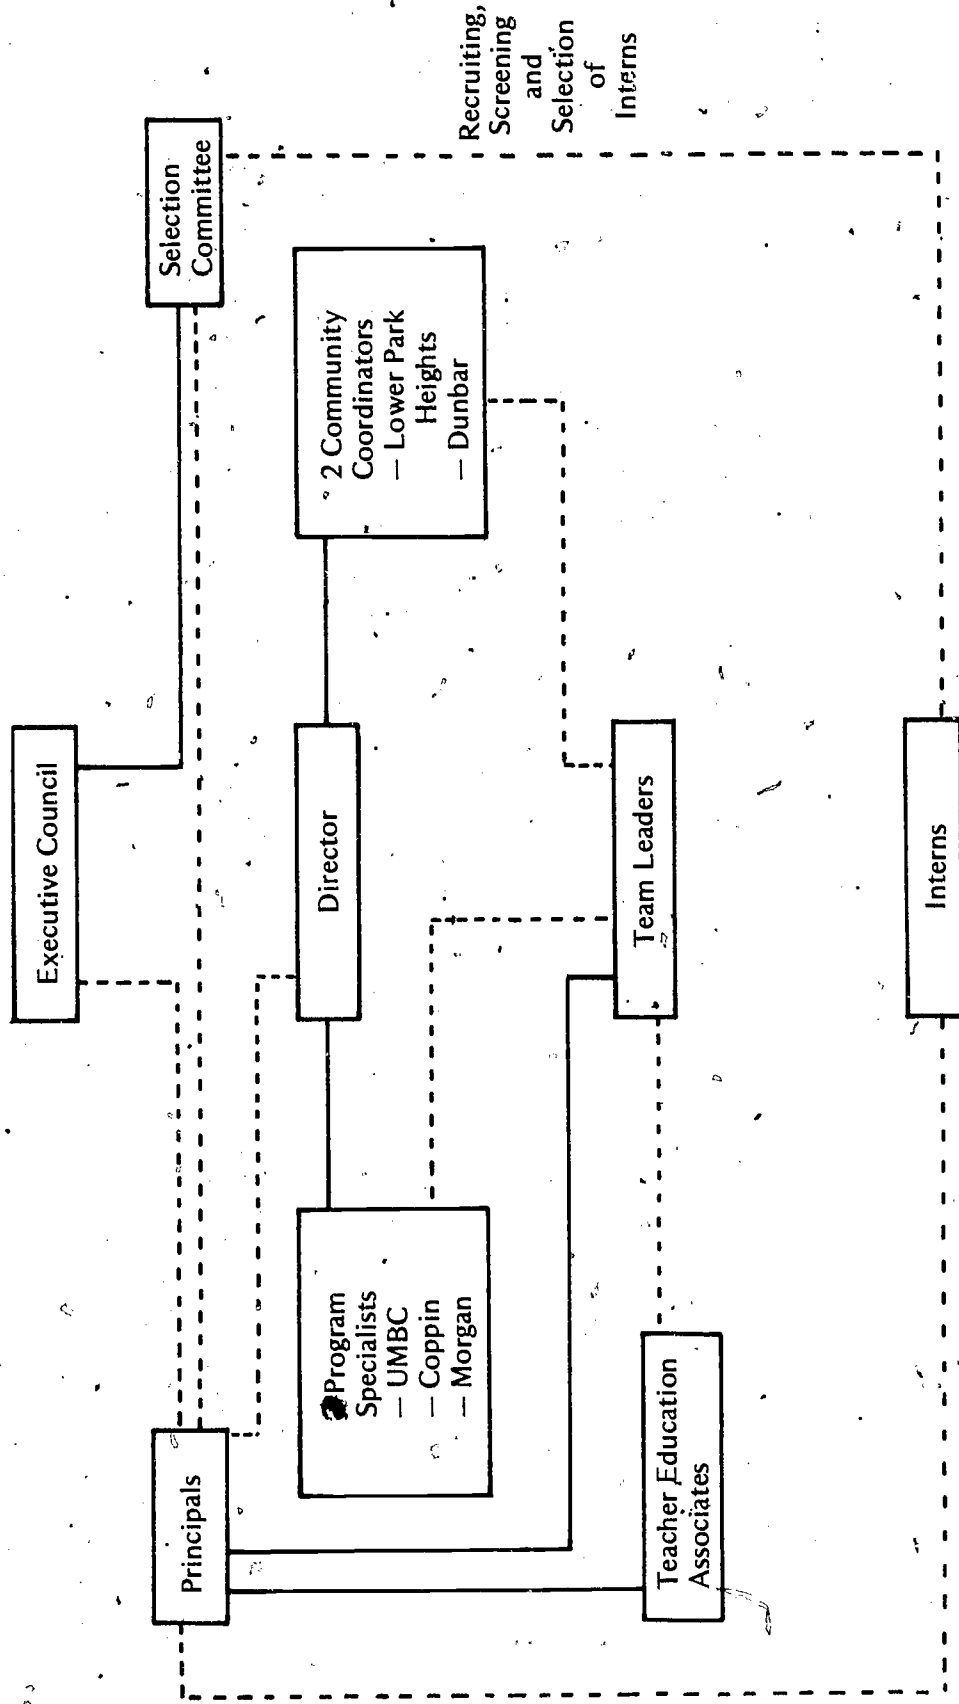 Executive Council
Principals
Selection
Committee
Recruiting,
Screening
and
Selection
of
Interns
Program
Specialists
— UMBC
— Coppin
— Morgan
Director
2 Community
Coordinators
— Lower Park
Heights
— Dunbar
Teacher Education
Associates
Team Leaders
Interns